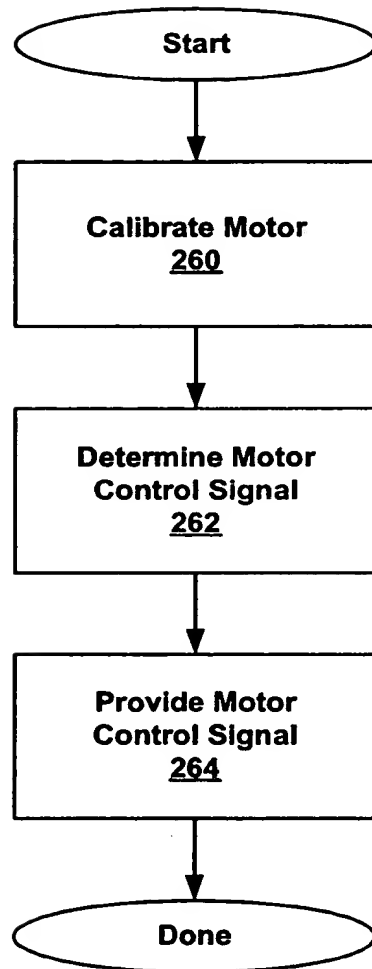 Start
Calibrate Motor
260
Determine Motor
Control Signal
262
Provide Motor
Control Signal
264
Done